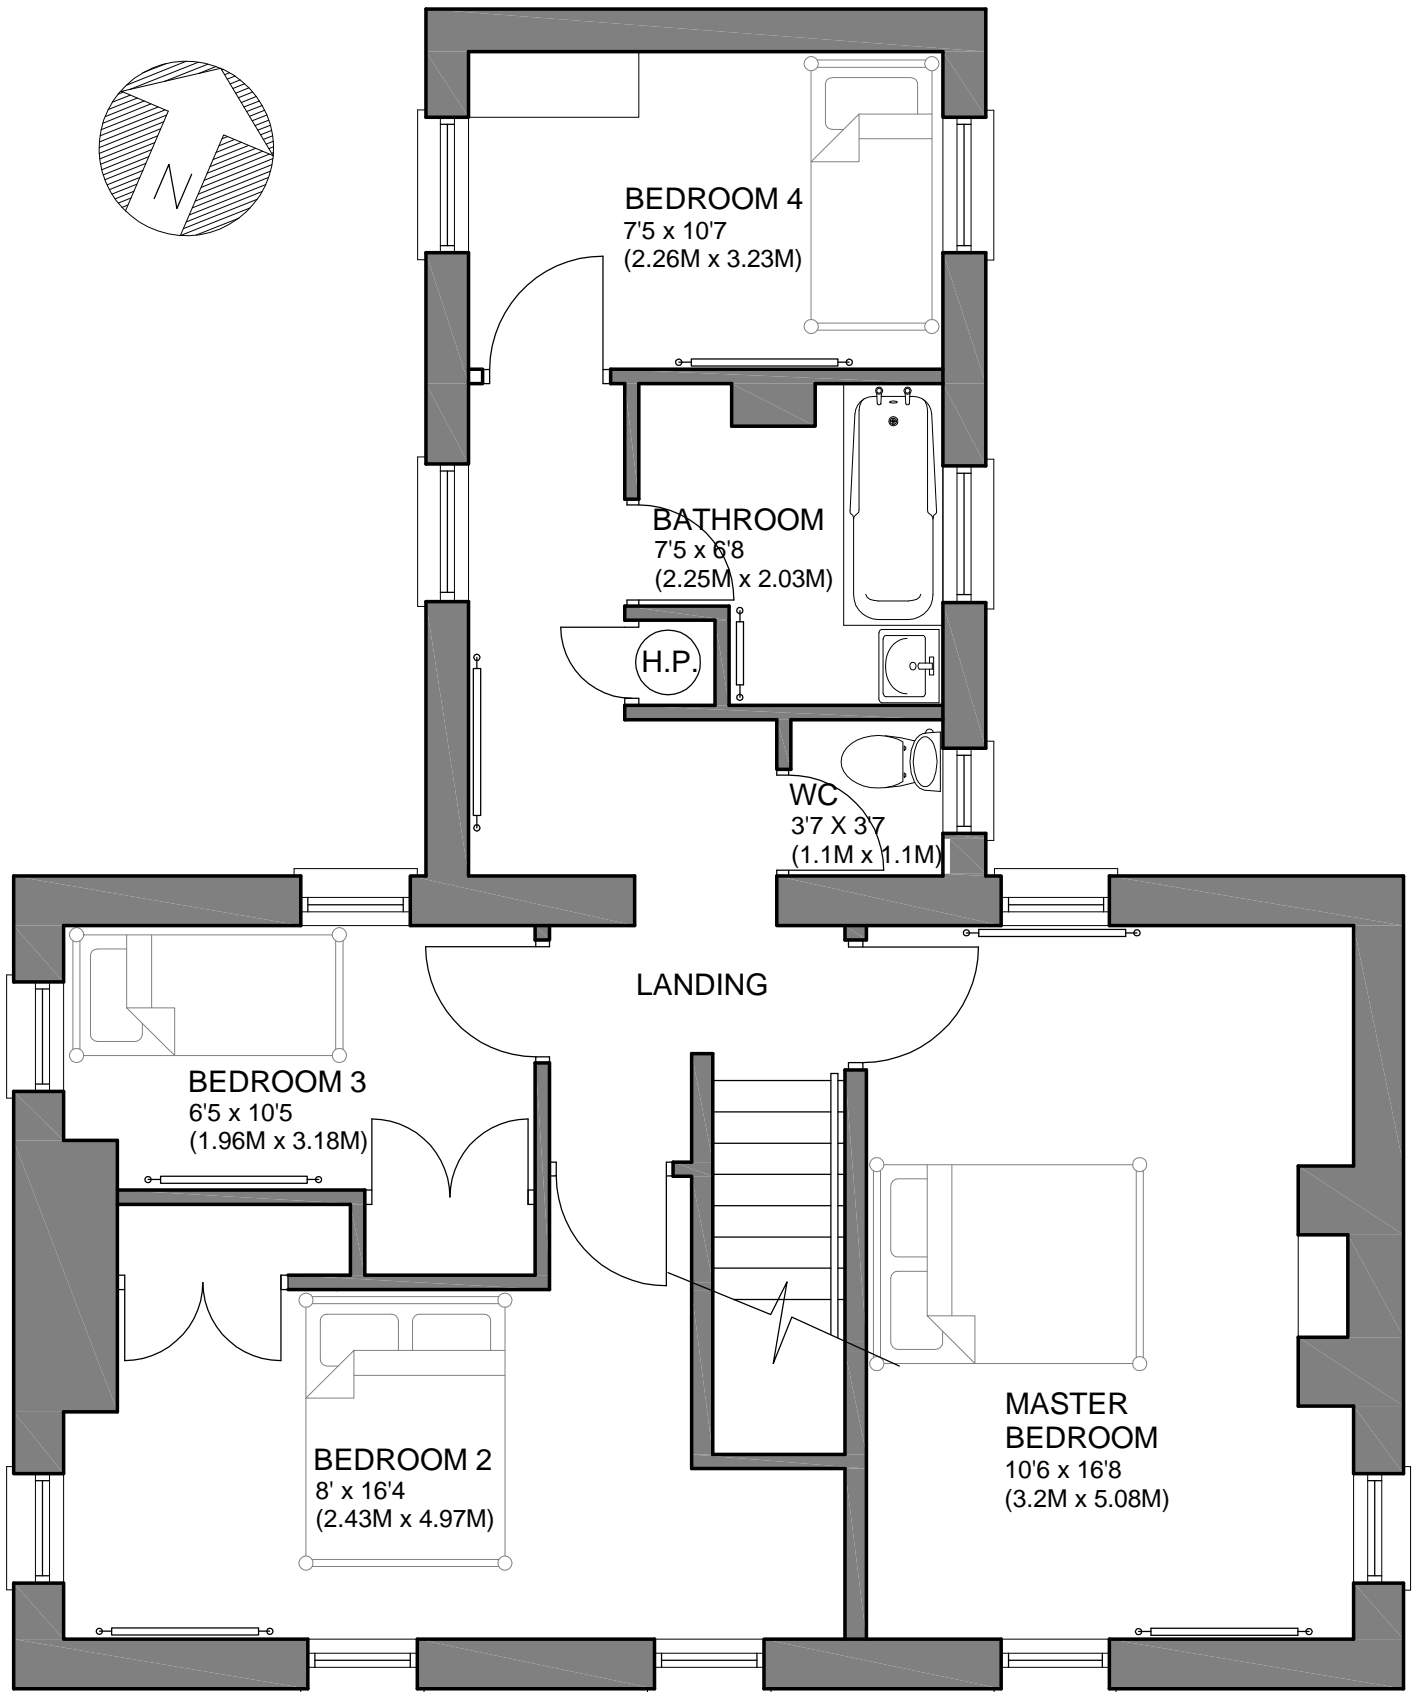 N
BEDROOM 4
7'5 x 10'7
(2.26M x 3.23M)
BATHROOM
7'5 x 6'8
(2.25M x 2.03M)
H.P.
WC
3'7 X 3'7
(1.1M x 1.1M)
LANDING
BEDROOM 3
6'5 x 10'5
(1.96M x 3.18M)
MASTER
BEDROOM
10'6 x 16'8
(3.2M x 5.08M)
BEDROOM 2
8' x 16'4
(2.43M x 4.97M)